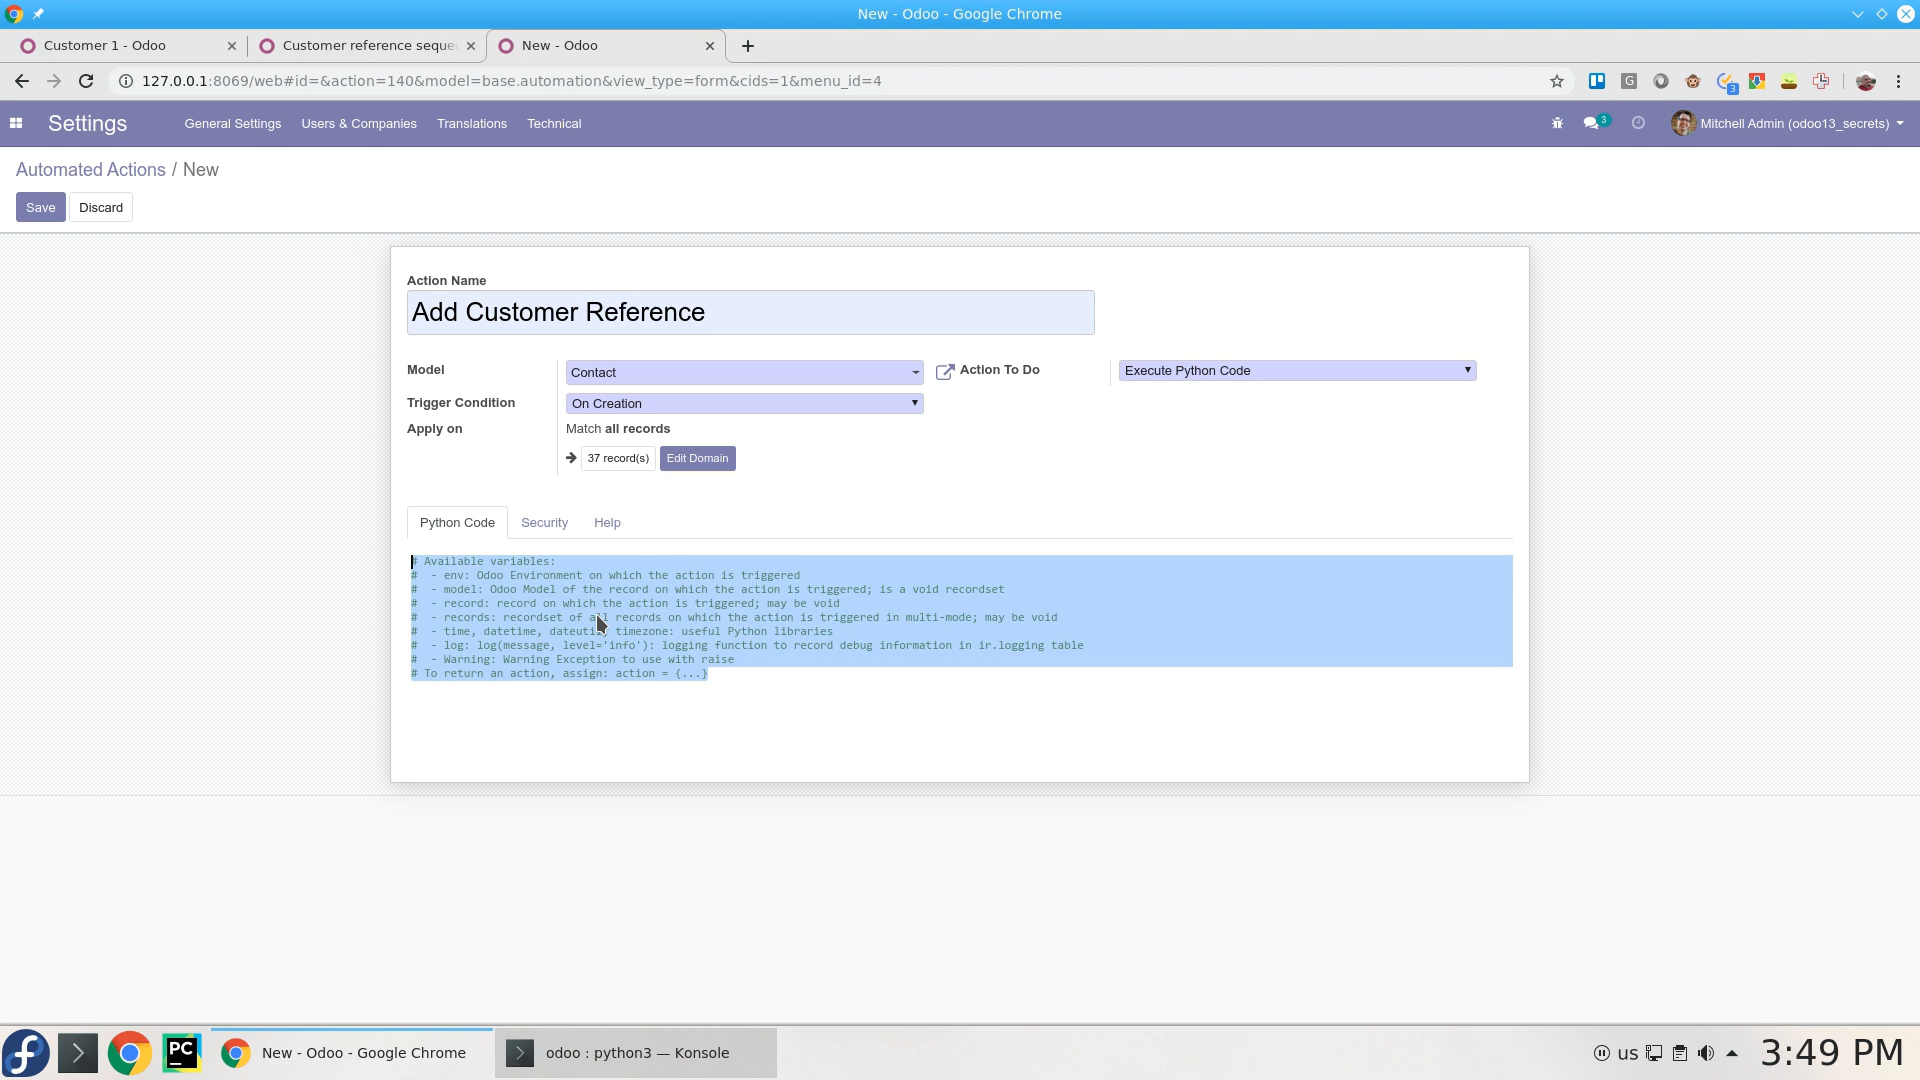 New - Odoo - Google Chrome
Customer 1 - Odoo
Customer reference seque
New - Odoo
127.0.0.1:8069/web#id=&action=140&model=base.automation&view_type=form&cids=1&menu_id=4
G
3
Settings
General Settings
Users & Companies
Translations
Technical
3
Mitchell Admin (odoo13_secrets)
Automated Actions / New
Save
Discard
Action Name
Add Customer Reference
Model
Contact
Action To Do
Execute Python Code
Trigger Condition
On Creation
Apply on
Match all records
37 record(s)
Edit Domain
Python Code
Security
Help
# Available variables:
#  - env: Odoo Environment on which the action is triggered
#  - model: Odoo Model of the record on which the action is triggered; is a void recordset
#  - record: record on which the action is triggered; may be void
#  - records: recordset of all records on which the action is triggered in multi-mode; may be void
#  - time, datetime, dateutil, timezone: useful Python libraries
#  - log: log(message, level='info'): logging function to record debug information in ir.logging table
#  - Warning: Warning Exception to use with raise
# To return an action, assign: action = {...}
PC
New - Odoo - Google Chrome
odoo : python3 — Konsole
us
3:49 PM